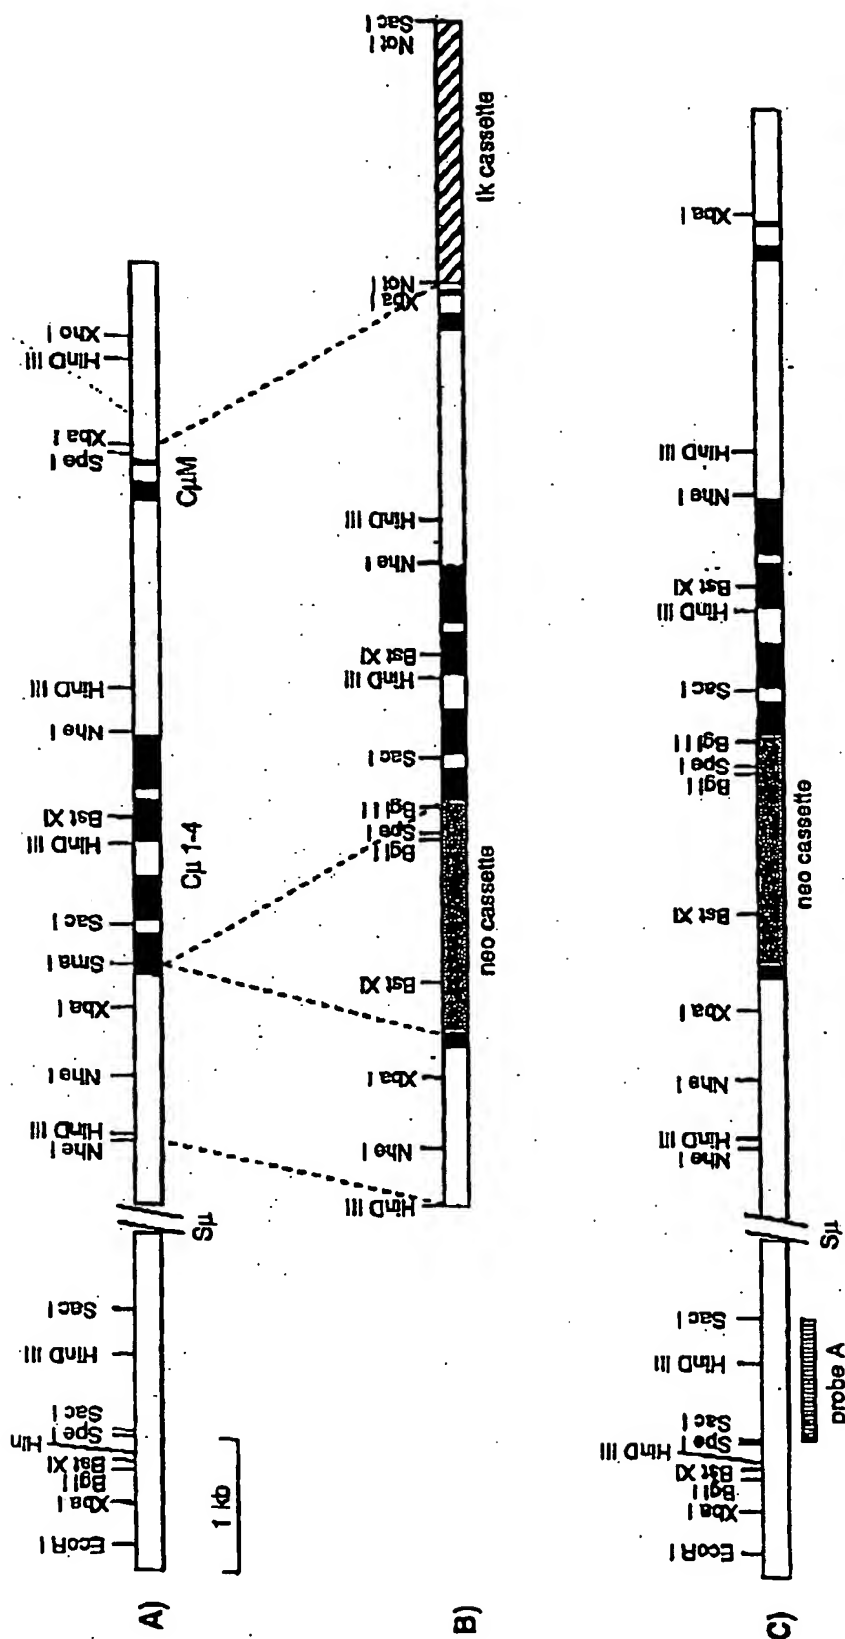 A)
EcoR I
Xba I
Bgl I
Bst XI
Hin
Spe I
Sac I
HinD III
Sac I
Sμ
Nhe I
HinD III
Nhe I
Xba I
Sma I
Sac I
HinD III
Bst XI
Nhe I
HinD III
Spe I
Xba I
HinD III
Xho I
Cμ 1-4
CμM
1 kb
B)
HinD III
Nhe I
Xba I
Bst XI
Bgl I
Spe I
Bgl II
Sac I
HinD III
Bst XI
Nhe I
HinD III
Xba I
Not I
Not I
Sac I
neo cassette
tk cassette
C)
EcoR I
Xba I
Bgl I
Bst XI
HinD III
Spe I
Sac I
HinD III
Sac I
Sμ
Nhe I
HinD III
Nhe I
Xba I
Bst XI
Bgl I
Spe I
Bgl II
Sac I
HinD III
Bst XI
Nhe I
HinD III
Xba I
probe A
neo cassette